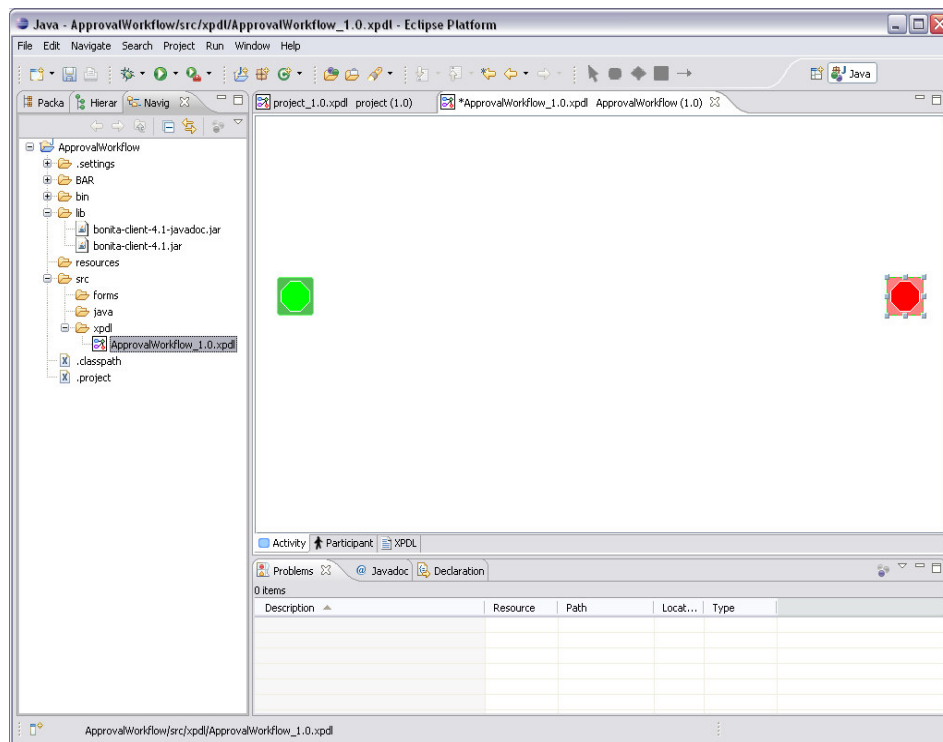 Java - ApprovalWorkflow/src/xpdl/ApprovalWorkflow_1.0.xpdl - Eclipse Platform
File Edit Navigate Search Project Run Window Help
Java
Packa Hierar Navig
project_1.0.xpdl project (1.0) *ApprovalWorkflow_1.0.xpdl ApprovalWorkflow (1.0)
ApprovalWorkflow
.settings
BAR
bin
lib
bonita-client-4.1-javadoc.jar
bonita-client-4.1.jar
resources
src
forms
java
xpdl
ApprovalWorkflow_1.0.xpdl
.classpath
.project
Activity Participant XPDL
Problems @ Javadoc Declaration
0 items
Description Resource Path Locat... Type
ApprovalWorkflow/src/xpdl/ApprovalWorkflow_1.0.xpdl